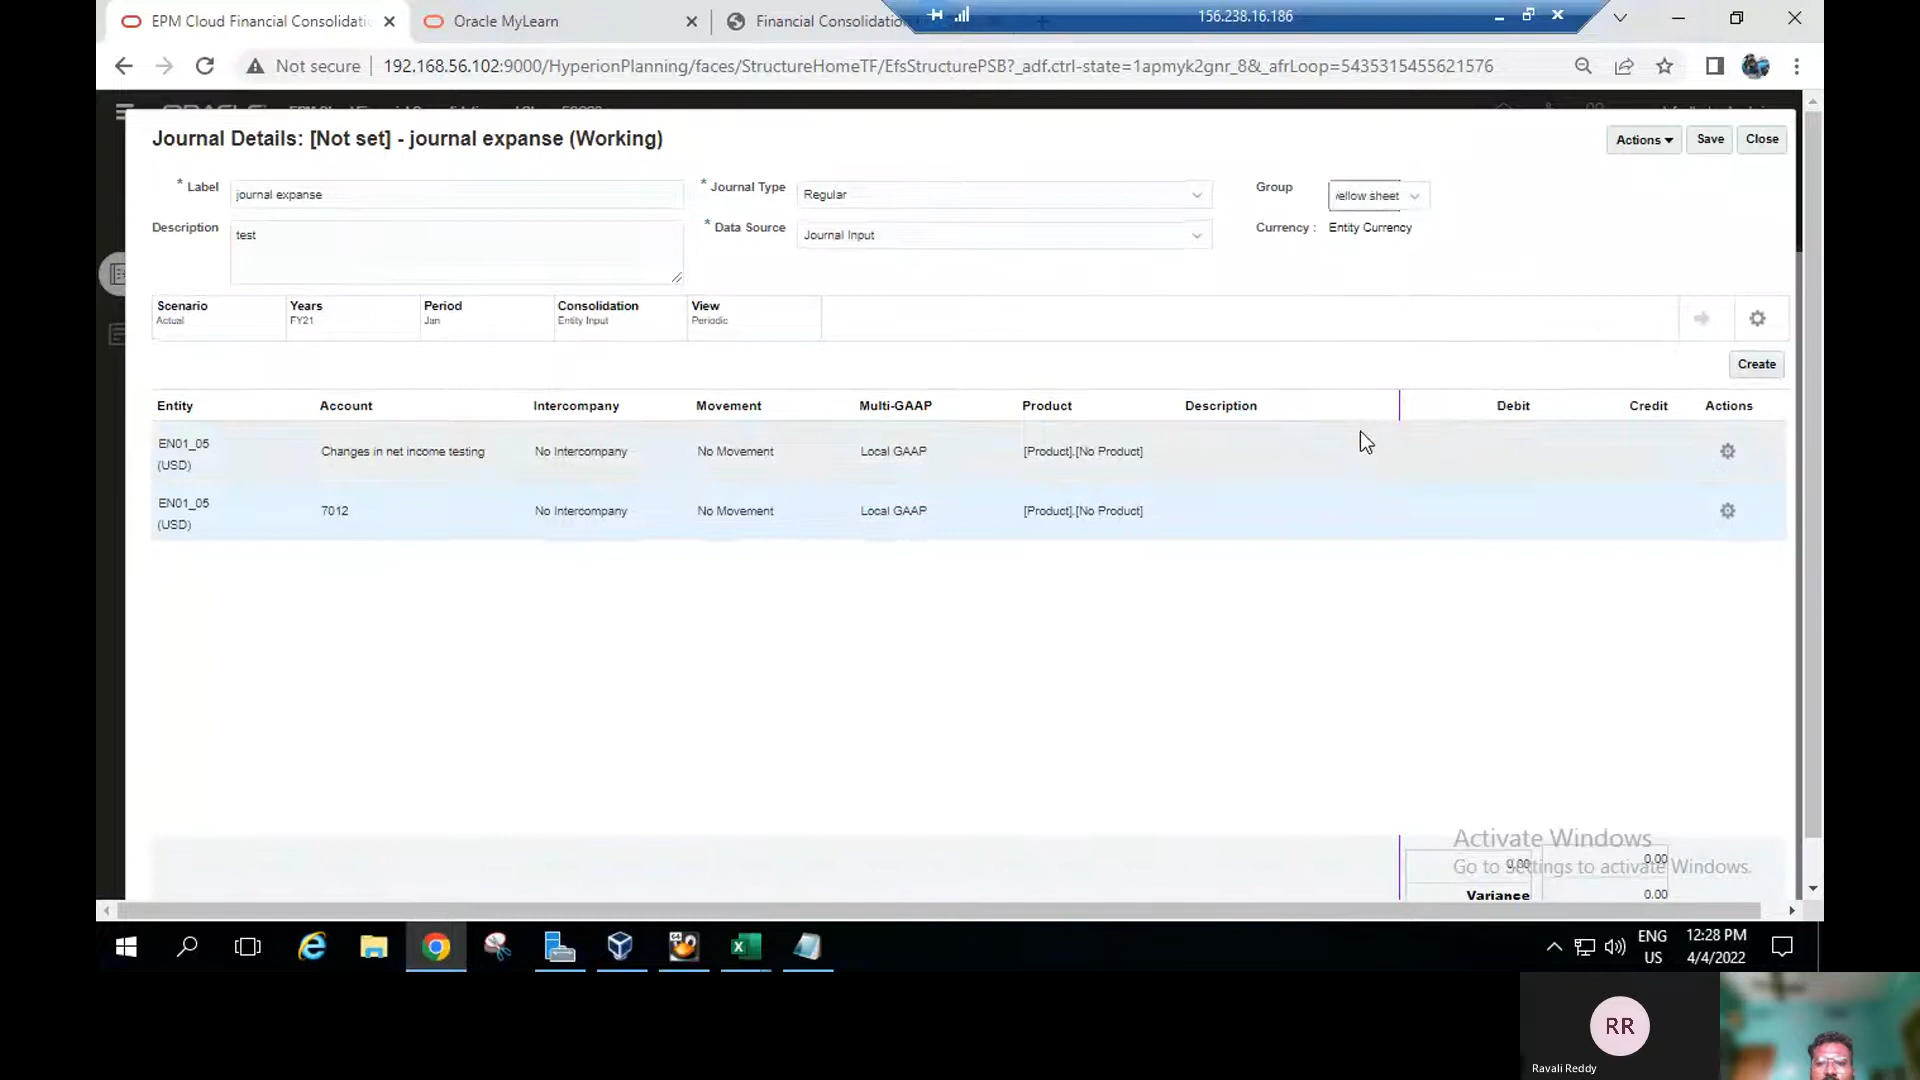 EPM Cloud Financial Consolidati
Oracle MyLearn
Financial Consolidation
156.238.16.186
Not secure
192.168.56.102:9000/HyperionPlanning/faces/StructureHomeTF/EfsStructurePSB?_adf.ctrl-state=1apmyk2gnr_8&_afrLoop=5435315455621576
Journal Details: [Not set] - journal expanse (Working)
Actions
Save
Close
* Label
journal expanse
* Journal Type
Regular
Group
ellow sheet
Description
test
* Data Source
Journal Input
Currency :
Entity Currency
Scenario
Actual
Years
FY21
Period
Jan
Consolidation
Entity Input
View
Periodic
Create
Entity Account Intercompany Movement Multi-GAAP Product Description Debit Credit Actions
EN01_05
(USD)
Changes in net income testing No Intercompany No Movement Local GAAP [Product].[No Product]
EN01_05
(USD)
7012 No Intercompany No Movement Local GAAP [Product].[No Product]
Activate Windows
Go to Settings to activate Windows.
0.00
0.00
Variance
0.00
ENG
US
12:28 PM
4/4/2022
RR
Ravali Reddy